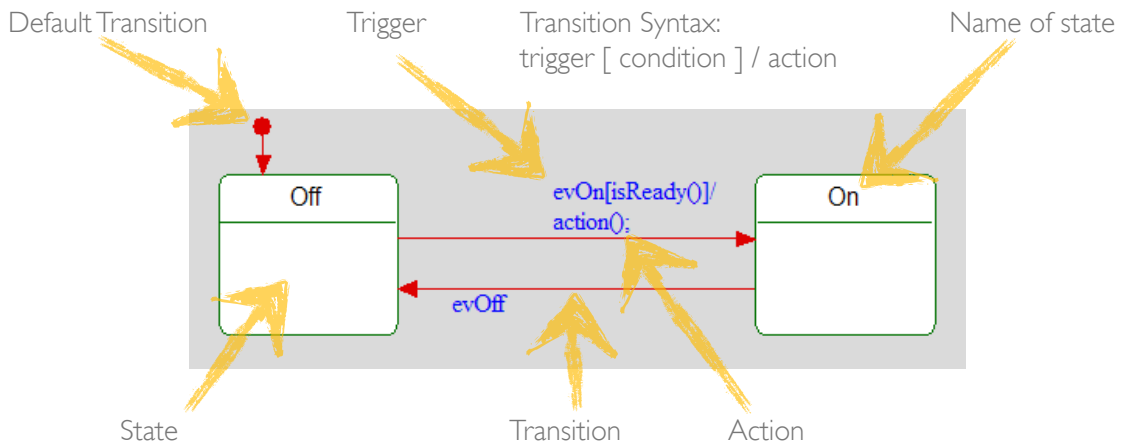 Default Transition
Trigger
Transition Syntax:
trigger [ condition ] / action
Name of state
Off
evOn[isReady()]/
action();
On
evOff
State
Transition
Action